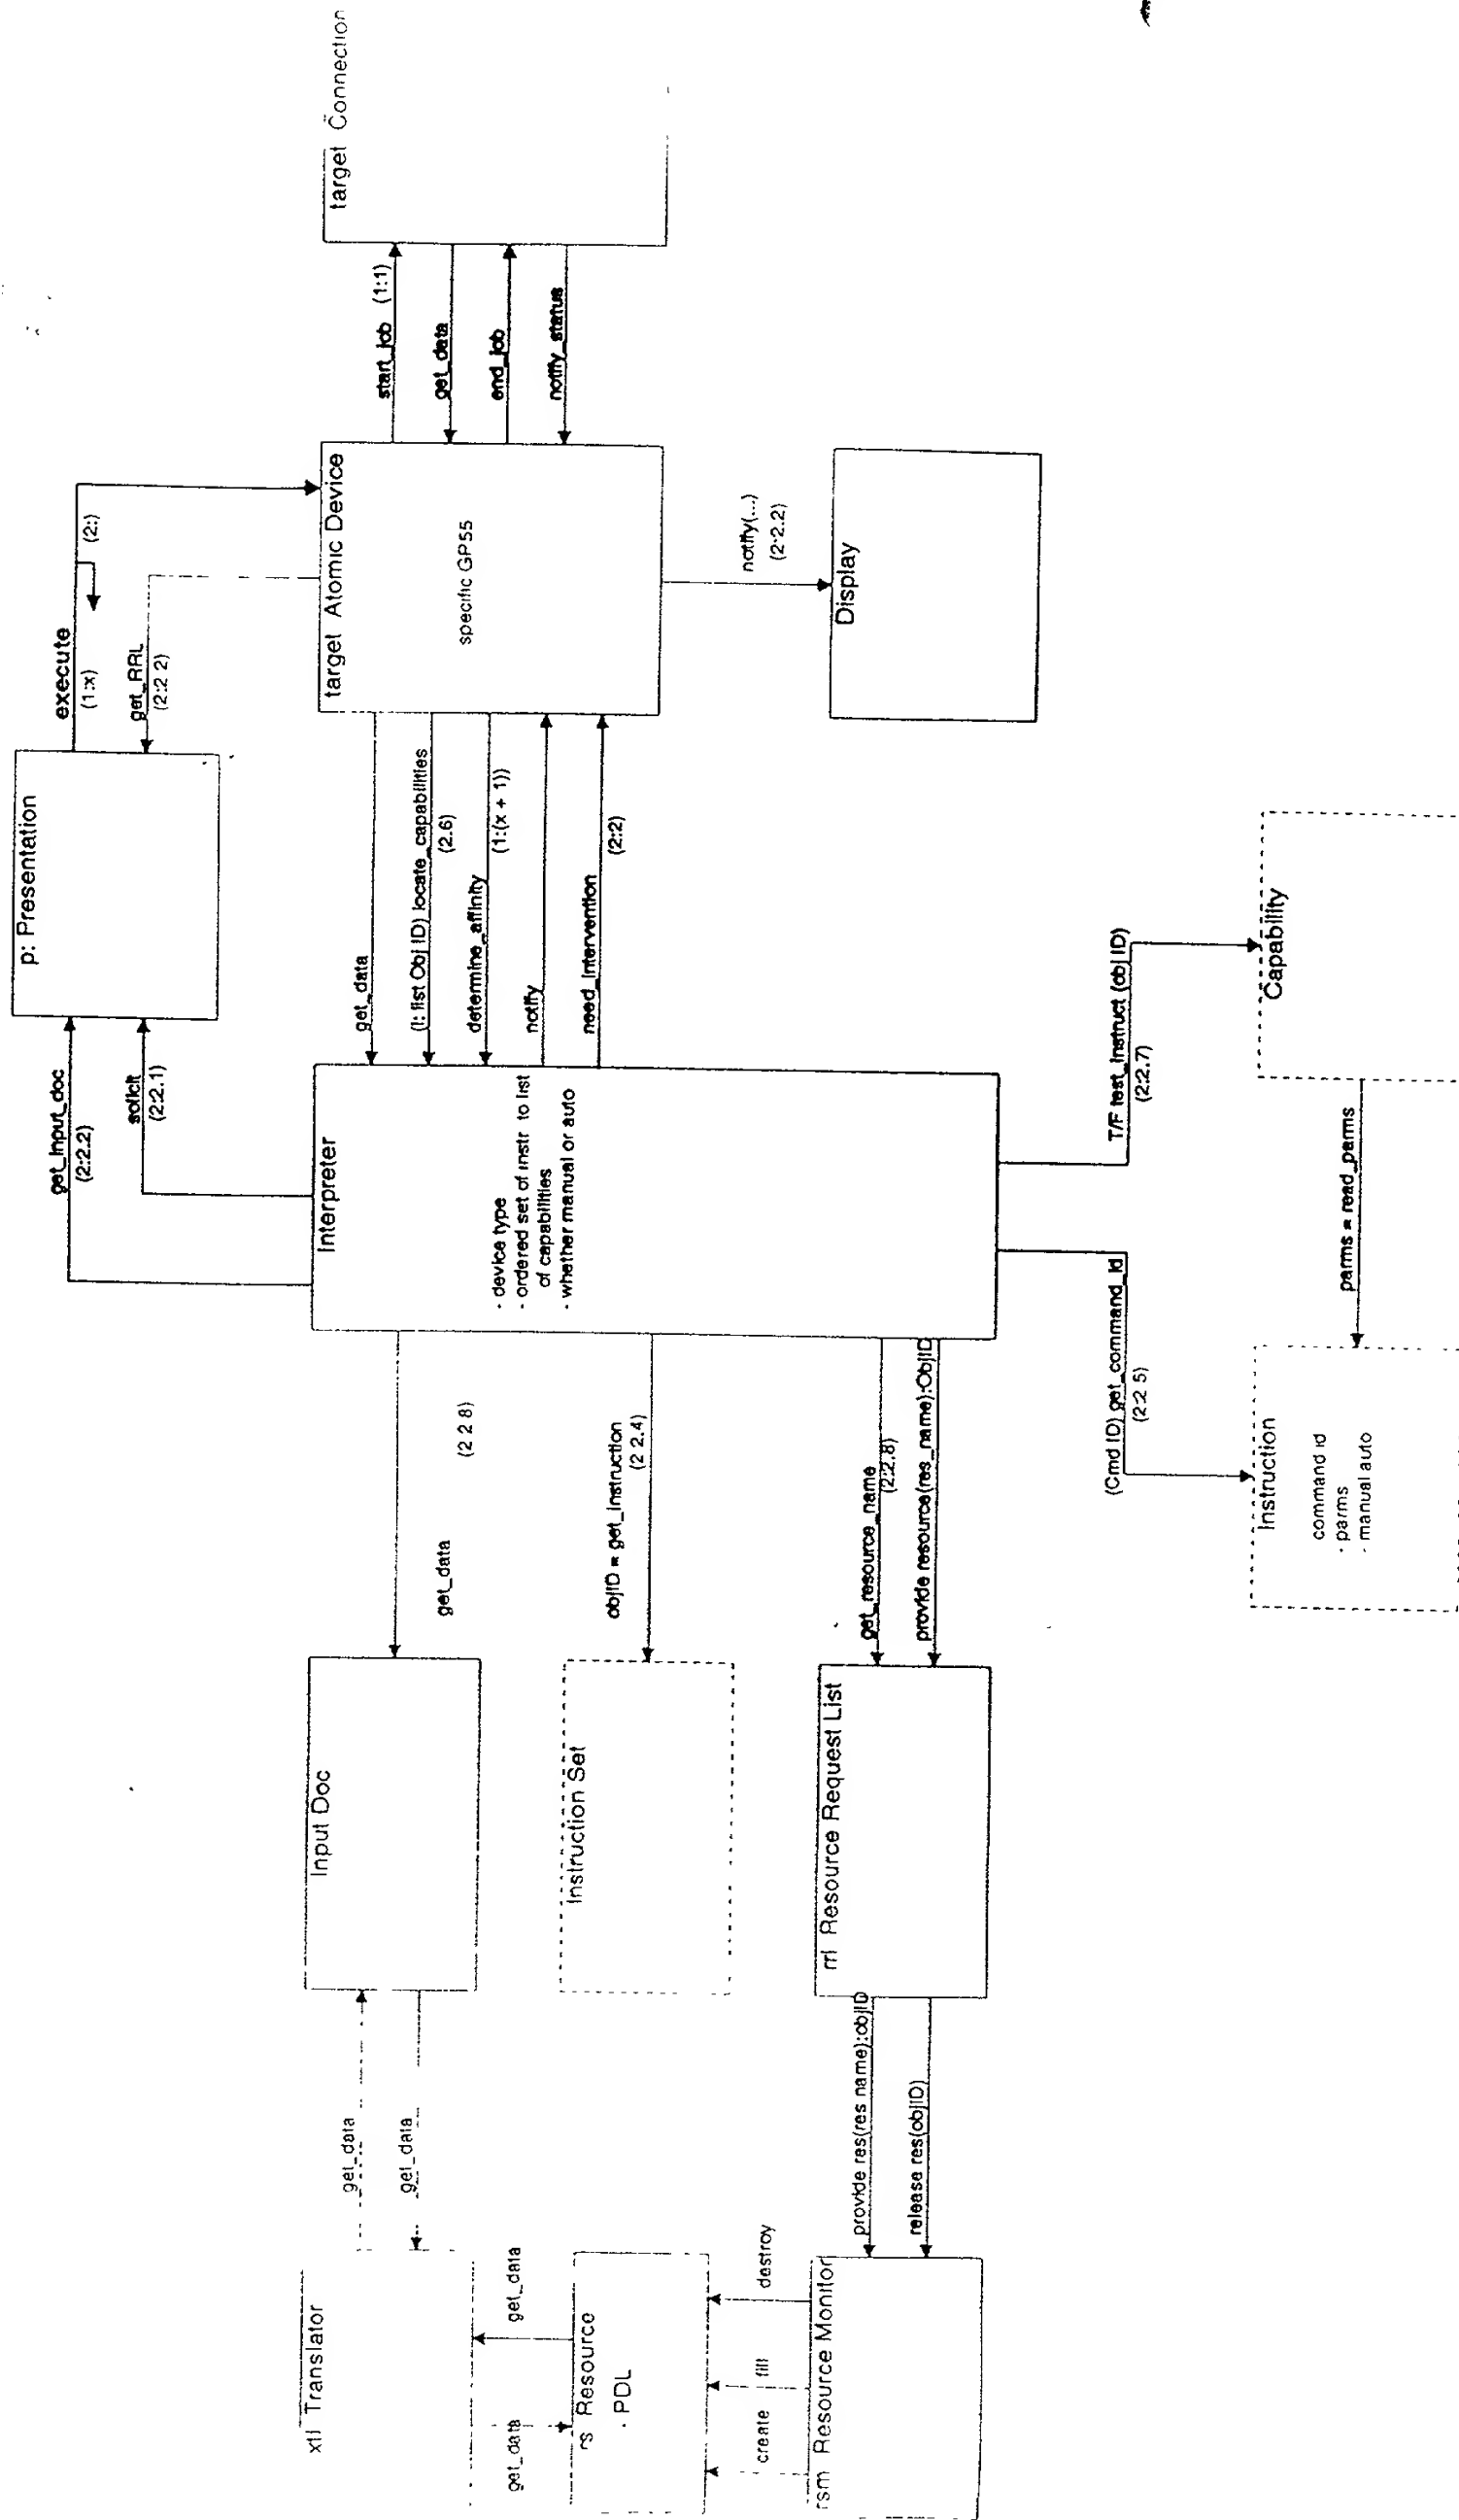 xtl Translator
get_data
get_data
get_data
get_data
rs Resource
- PDL
create
fill
destroy
rsm Resource Monitor
provide res(res name):objID
release res(objID)
Input Doc
Instruction Set
rrl Resource Request List
get_data
(2 2 8)
objID = get_instruction
(2 2.4)
get_resource_name
(2:2.8)
provide resource(res_name):ObjID
get_input_doc
(2:2.2)
solicit
(2:2.1)
Interpreter
- device type
- ordered set of instr to list
of capabilities
- whether manual or auto
(Cmd ID) get_command_id
(2:2 5)
T/F test_instruct (obj ID)
(2:2.7)
Instruction
command id
- parms
- manual auto
parms = read_parms
Capability
p: Presentation
execute
(1:x)
(2:)
get_RRL
(2:2 2)
get_data
(l: list Obj ID) locate_capabilities
(2.6)
determine_affinity
(1:(x + 1))
notify
need_intervention
(2:2)
target Atomic Device
specific GP55
notify(...)
(2:2.2)
Display
start_job (1:1)
get_data
end_job
notify_status
target Connection